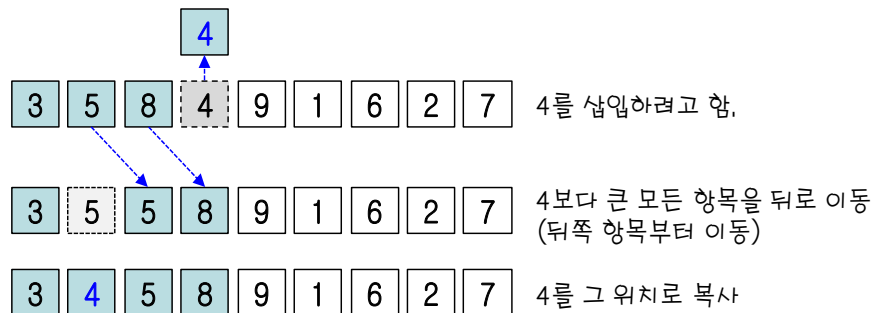 4
3 5 8 4 9 1 6 2 7 4를 삽입하려고 함.
3 5 5 8 9 1 6 2 7 4보다 큰 모든 항목을 뒤로 이동
(뒤쪽 항목부터 이동)
3 4 5 8 9 1 6 2 7 4를 그 위치로 복사